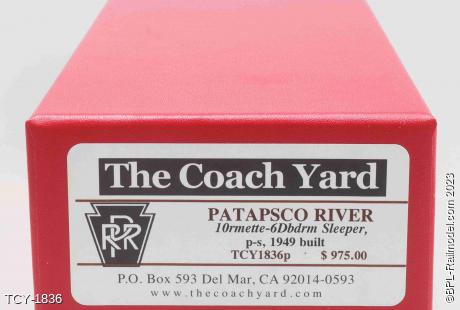 The Coach Yard
PRR
PATAPSCO RIVER
10rmette-6Dbdrm Sleeper,
p-s, 1949 built
TCY1836p $ 975.00
P.O. Box 593 Del Mar, CA 92014-0593
www.thecoachyard.com
TCY-1836
©BPL-Railmodel.com 2023